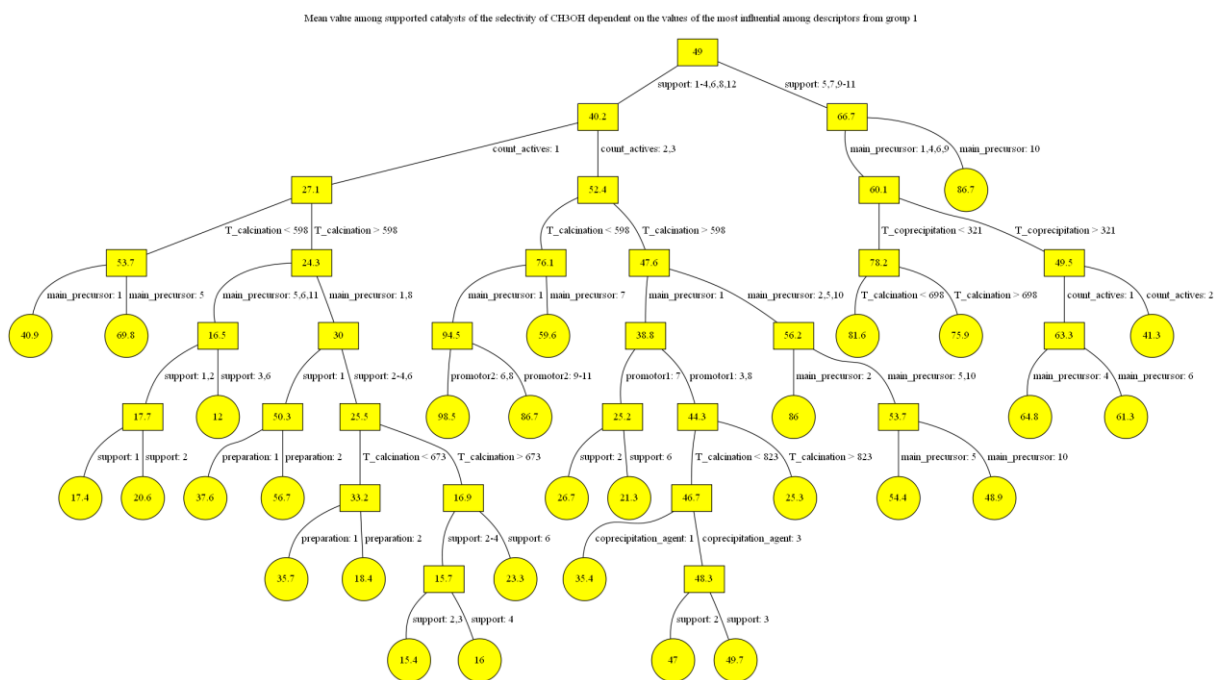 Mean value among supported catalysts of the selectivity of CH3OH dependent on the values of the most influential among descriptors from group 1
49
support: 1-4,6,8,12
support: 5,7,9-11
40.2
66.7
count_actives: 1
count_actives: 2,3
main_precursor: 1,4,6,9
main_precursor: 10
27.1
52.4
60.1
86.7
T_calcination < 598
T_calcination > 598
T_calcination < 598
T_calcination > 598
T_coprecipitation < 321
T_coprecipitation > 321
53.7
24.3
76.1
47.6
78.2
49.5
main_precursor: 1
main_precursor: 5
main_precursor: 5,6,11
main_precursor: 1,8
main_precursor: 1
main_precursor: 7
main_precursor: 1
main_precursor: 2,5,10
T_calcination < 698
T_calcination > 698
count_actives: 1
count_actives: 2
40.9
69.8
16.5
30
94.5
59.6
38.8
56.2
81.6
75.9
63.3
41.3
support: 1,2
support: 3,6
support: 1
support: 2-4,6
promotor2: 6,8
promotor2: 9-11
promotor1: 7
promotor1: 3,8
main_precursor: 2
main_precursor: 5,10
main_precursor: 4
main_precursor: 6
17.7
12
50.3
25.5
98.5
86.7
25.2
44.3
86
53.7
64.8
61.3
support: 1
support: 2
preparation: 1
preparation: 2
T_calcination < 673
T_calcination > 673
support: 2
support: 6
T_calcination < 823
T_calcination > 823
main_precursor: 5
main_precursor: 10
17.4
20.6
37.6
56.7
33.2
16.9
26.7
21.3
46.7
25.3
54.4
48.9
preparation: 1
preparation: 2
support: 2-4
support: 6
coprecipitation_agent: 1
coprecipitation_agent: 3
35.7
18.4
15.7
23.3
35.4
48.3
support: 2,3
support: 4
support: 2
support: 3
15.4
16
47
49.7